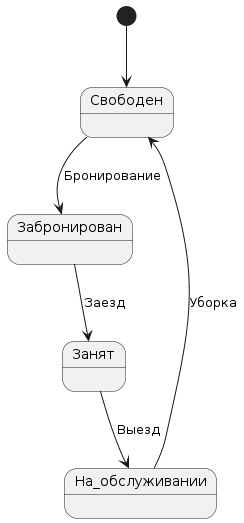 Свободен
Бронирование
Забронирован
Заезд
Уборка
Занят
Выезд
На_обслуживании